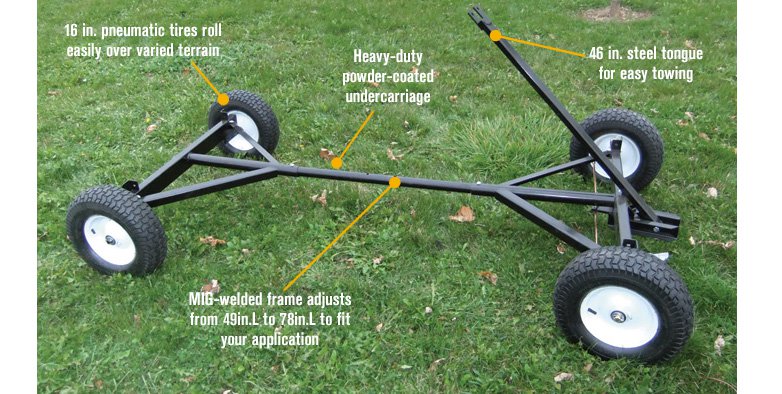 16 in. pneumatic tires roll
easily over varied terrain
Heavy-duty
powder-coated
undercarriage
46 in. steel tongue
for easy towing
MIG-welded frame adjusts
from 49in.L to 78in.L to fit
your application